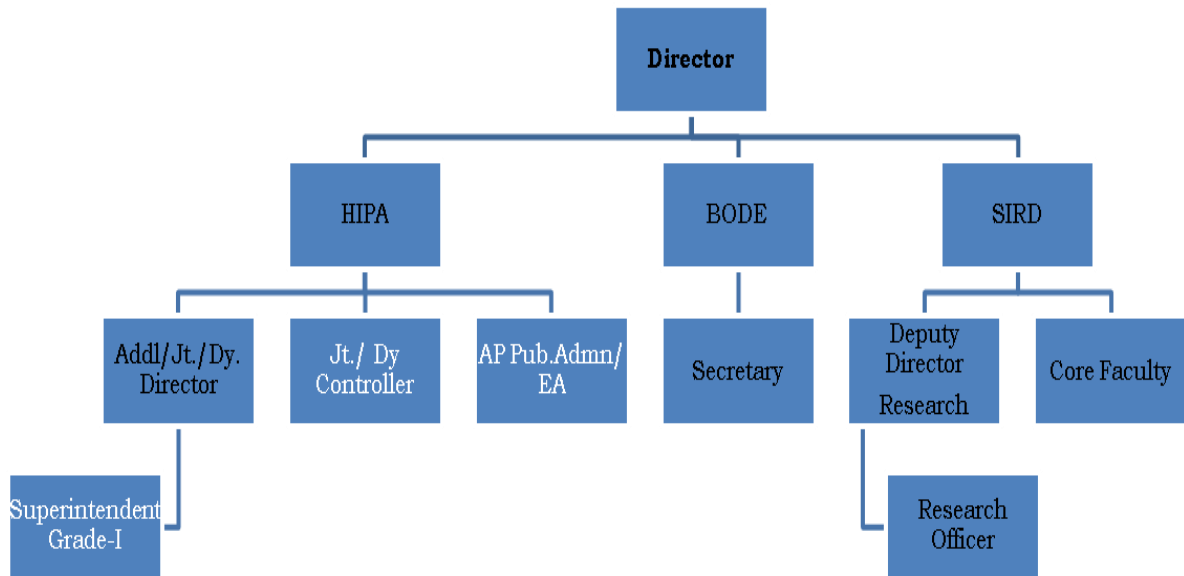 Director
HIPA
BODE
SIRD
Addl/Jt./Dy.
Director
Jt./ Dy
Controller
AP Pub.Admn/
EA
Secretary
Deputy
Director
Research
Core Faculty
Superintendent
Grade-I
Research
Officer